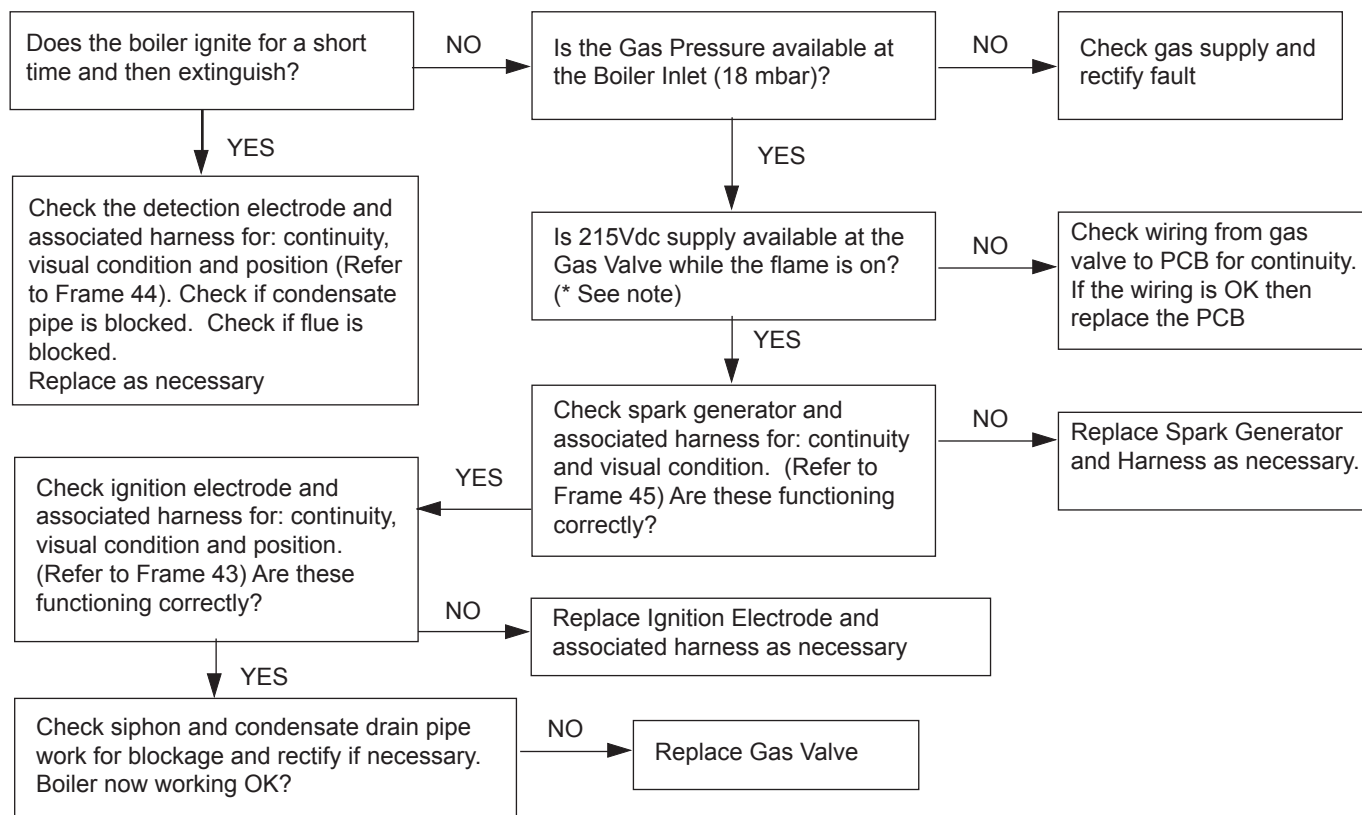 Does the boiler ignite for a short
time and then extinguish?
NO
Is the Gas Pressure available at
the Boiler Inlet (18 mbar)?
NO
Check gas supply and
rectify fault
YES
YES
Check the detection electrode and
associated harness for: continuity,
visual condition and position (Refer
to Frame 44). Check if condensate
pipe is blocked.  Check if flue is
blocked.
Replace as necessary
Is 215Vdc supply available at the
Gas Valve while the flame is on?
(* See note)
NO
Check wiring from gas
valve to PCB for continuity.
If the wiring is OK then
replace the PCB
YES
Check spark generator and
associated harness for: continuity
and visual condition.  (Refer to
Frame 45) Are these functioning
correctly?
NO
Replace Spark Generator
and Harness as necessary.
YES
Check ignition electrode and
associated harness for: continuity,
visual condition and position.
(Refer to Frame 43) Are these
functioning correctly?
NO
Replace Ignition Electrode and
associated harness as necessary
YES
Check siphon and condensate drain pipe
work for blockage and rectify if necessary.
Boiler now working OK?
NO
Replace Gas Valve